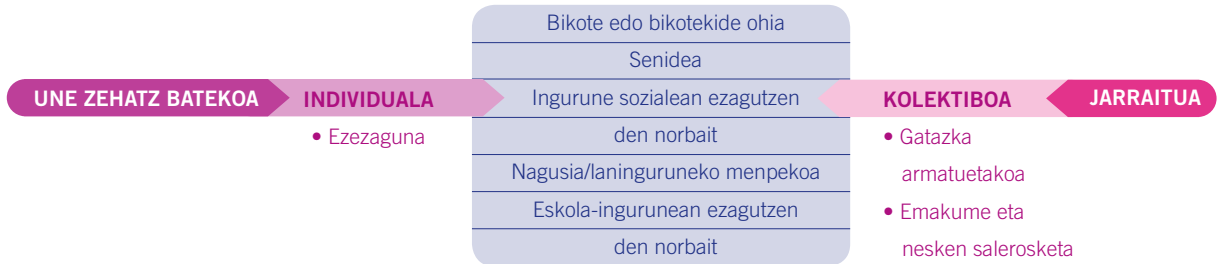 Bikote edo bikotekide ohia
Senidea
UNE ZEHATZ BATEKOA
INDIVIDUALA
Ingurune sozialean ezagutzen
KOLEKTIBOA
JARRAITUA
• Ezezaguna
den norbait
• Gatazka
armatuetakoa
Nagusia/laninguruneko menpekoa
Eskola-ingurunean ezagutzen
• Emakume eta
den norbait
nesken salerosketa